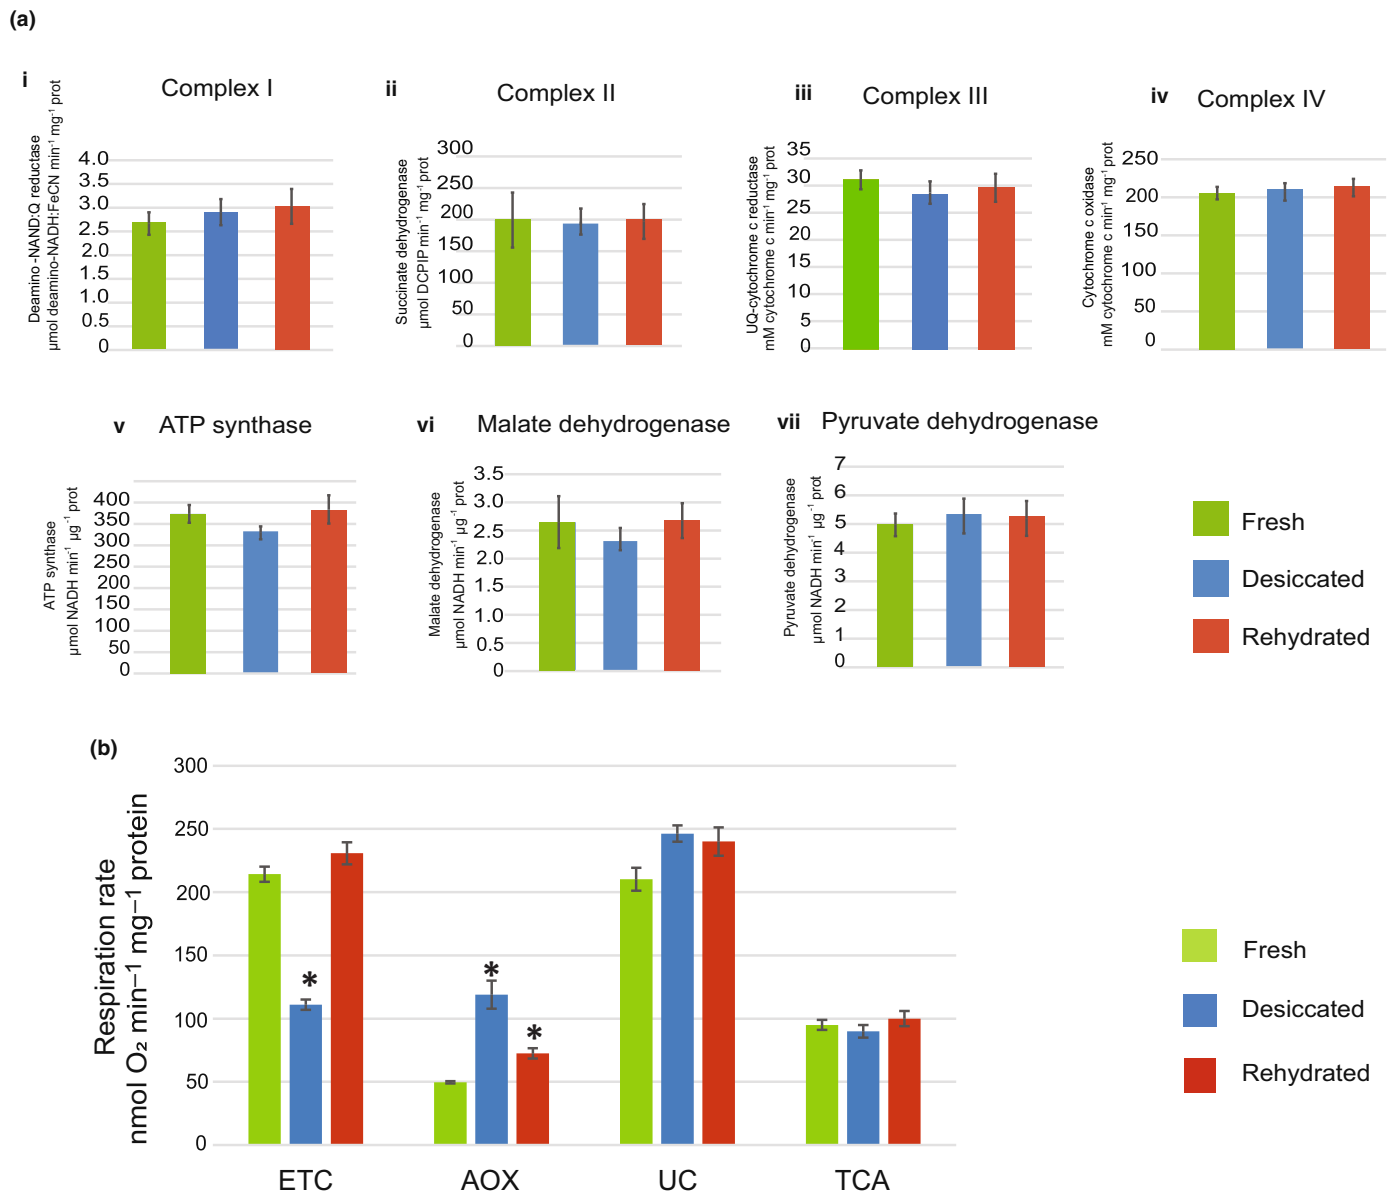 (a)
i
Complex I
Deamino -NAND:Q reductase
µmol deamino-NADH:FeCN min⁻¹ mg⁻¹ prot
4.0
3.5
3.0
2.5
2.0
1.5
1.0
0.5
0
ii
Complex II
Succinate dehydrogenase
µmol DCPIP min⁻¹ mg⁻¹ prot
300
250
200
150
100
50
0
iii
Complex III
UQ-cytochrome c reductase
mM cytochrome c min⁻¹ mg⁻¹ prot
35
30
25
20
15
10
5
0
iv
Complex IV
Cytochrome c oxidase
mM cytochrome c min⁻¹ mg⁻¹ prot
250
200
150
100
50
0
v
ATP synthase
ATP synthase
µmol NADH min⁻¹ µg⁻¹ prot
400
350
300
250
200
150
100
50
0
vi
Malate dehydrogenase
Malate dehydrogenase
µmol NADH min⁻¹ µg⁻¹ prot
3.5
3.0
2.5
2.0
1.5
1.0
0.5
0
vii
Pyruvate dehydrogenase
Pyruvate dehydrogenase
µmol NADH min⁻¹ µg⁻¹ prot
7
6
5
4
3
2
1
0
Fresh
Desiccated
Rehydrated
(b)
Respiration rate
nmol O₂ min−¹ mg−¹ protein
300
250
200
150
100
50
0
*
*
*
ETC
AOX
UC
TCA
Fresh
Desiccated
Rehydrated